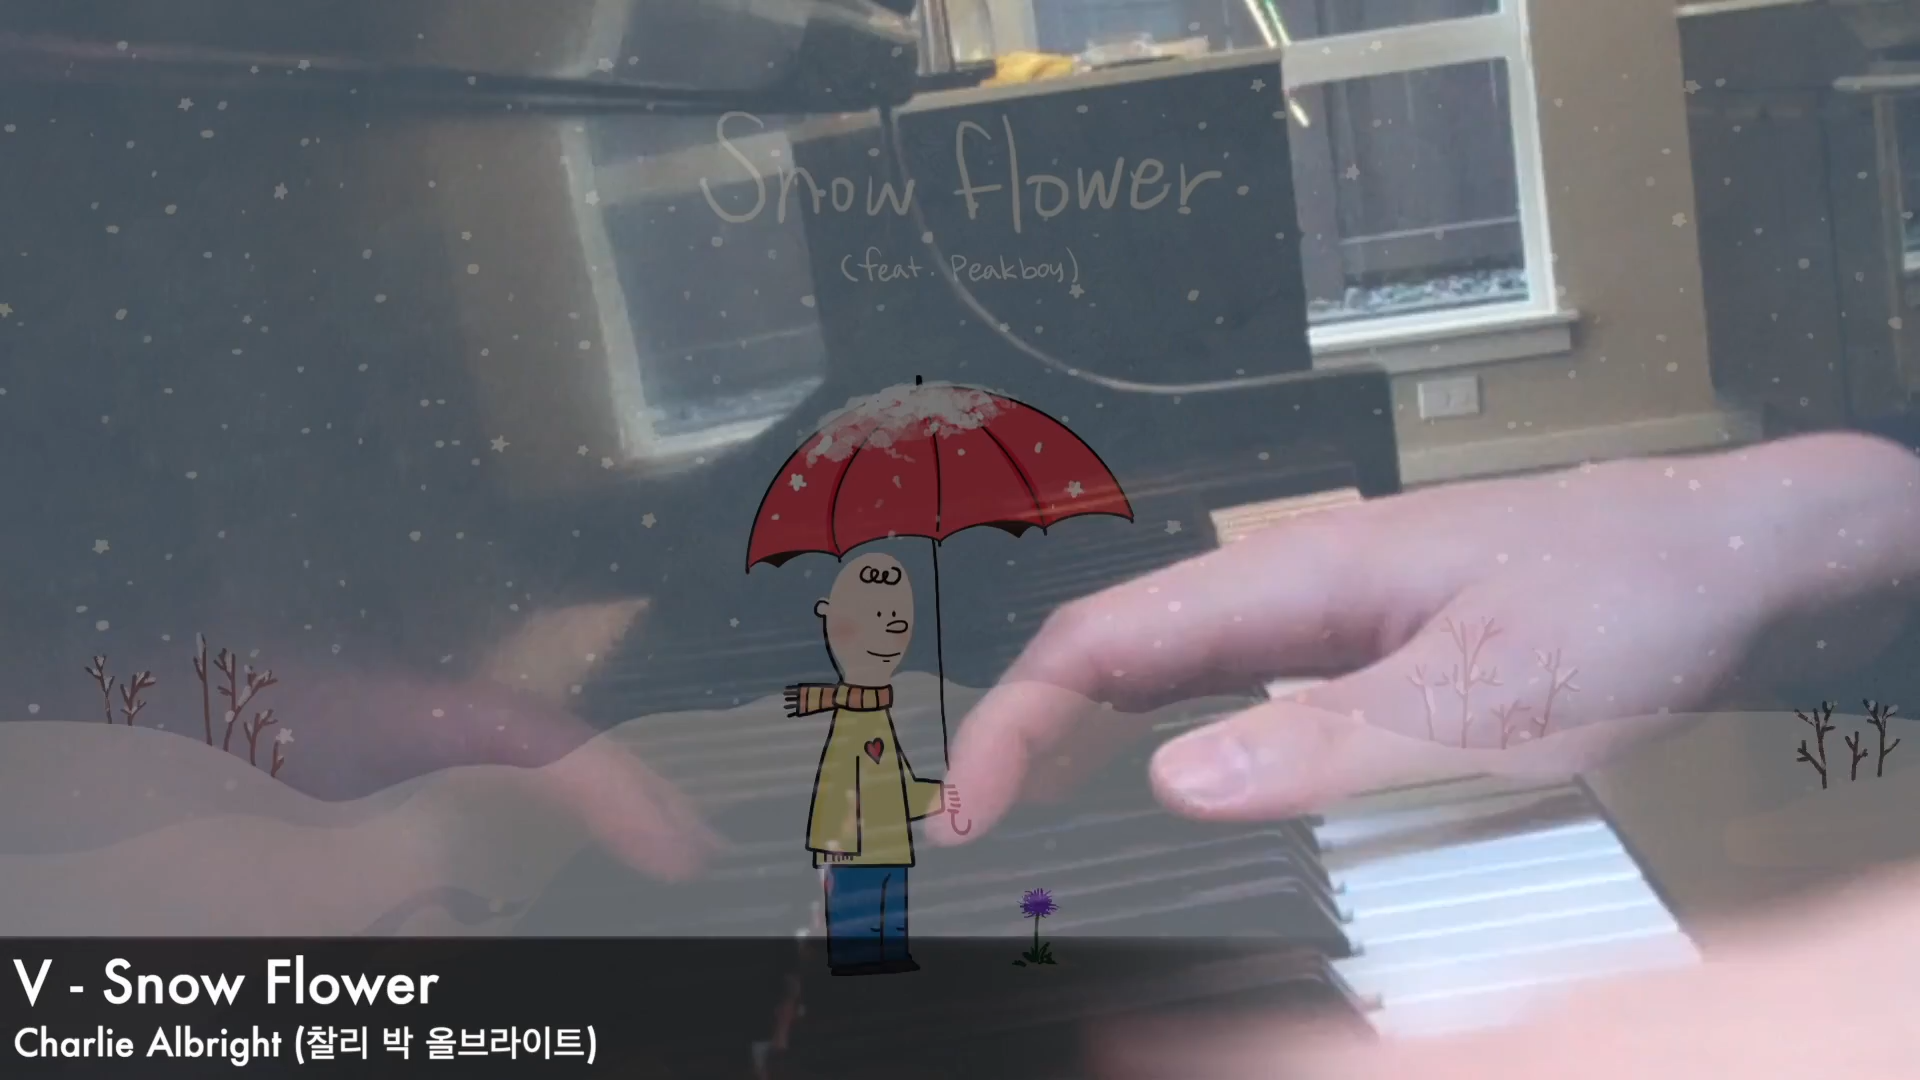 Snow flower
(feat. Peakboy)
V - Snow Flower
Charlie Albright (찰리 박 올브라이트)